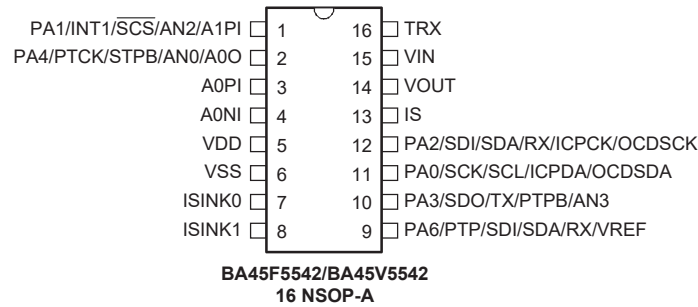 PA1/INT1/SCS/AN2/A1PI 1 16 TRX
PA4/PTCK/STPB/AN0/A0O 2 15 VIN
A0PI 3 14 VOUT
A0NI 4 13 IS
VDD 5 12 PA2/SDI/SDA/RX/ICPCK/OCDSCK
VSS 6 11 PA0/SCK/SCL/ICPDA/OCDSDA
ISINK0 7 10 PA3/SDO/TX/PTPB/AN3
ISINK1 8 9 PA6/PTP/SDI/SDA/RX/VREF
BA45F5542/BA45V5542
16 NSOP-A